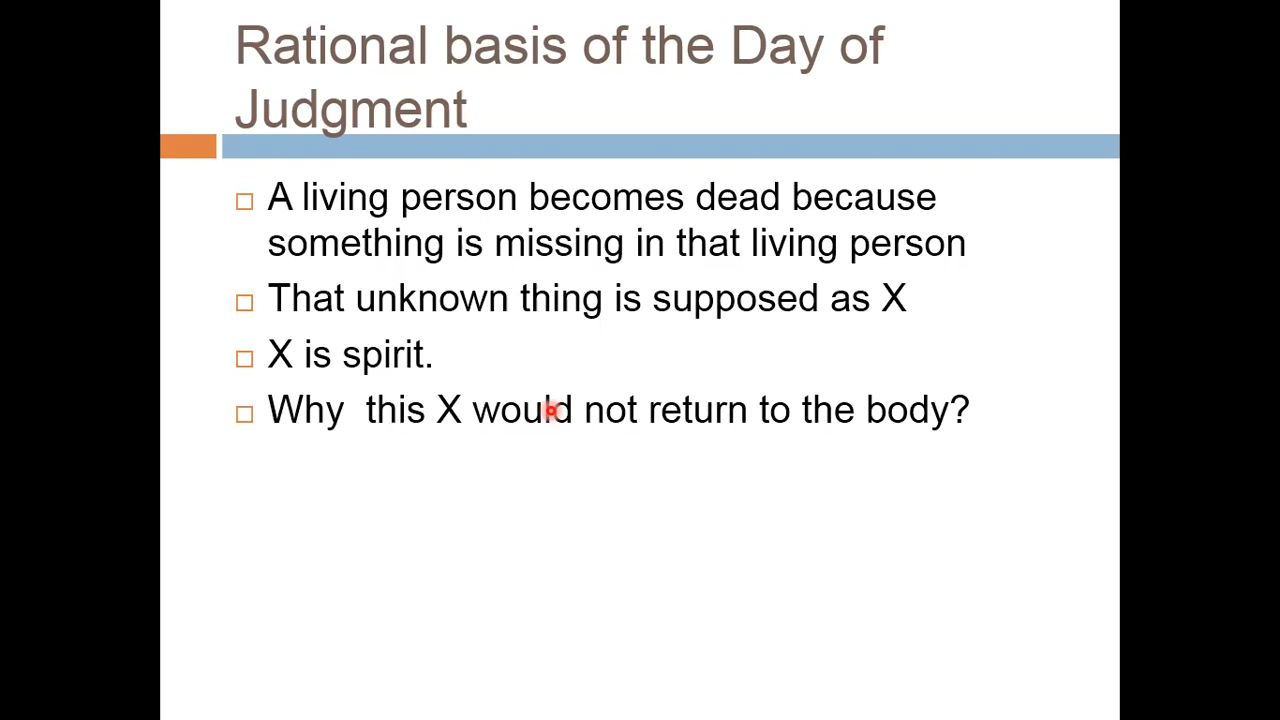 Rational basis of the Day of
Judgment
A living person becomes dead because
something is missing in that living person
That unknown thing is supposed as X
X is spirit.
Why  this X would not return to the body?